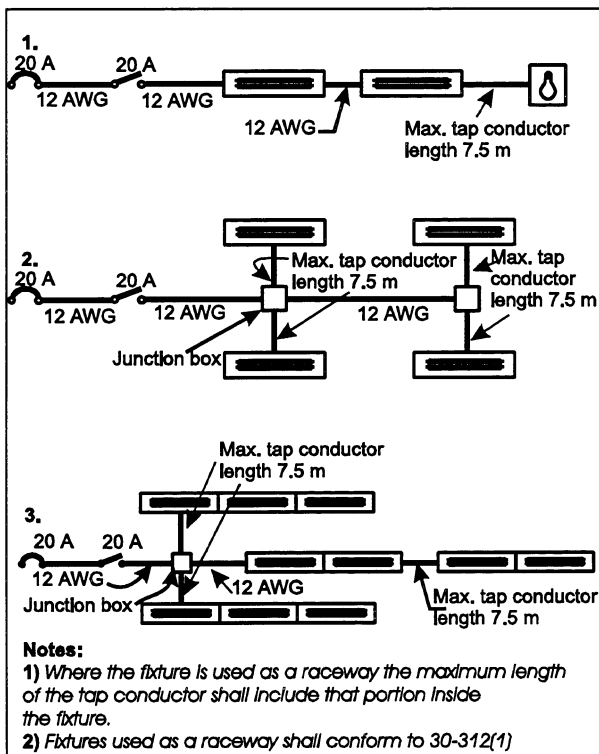 1.
20 A
20 A
12 AWG
12 AWG
12 AWG
Max. tap conductor
length 7.5 m
2.
20 A
20 A
12 AWG
12 AWG
Junction box
Max. tap conductor
length 7.5 m
12 AWG
Max. tap
conductor
length 7.5 m
3.
Max. tap conductor
length 7.5 m
20 A
20 A
12 AWG
Junction box
12 AWG
Max. tap conductor
length 7.5 m
Notes:
1) Where the fixture is used as a raceway the maximum length
of the tap conductor shall include that portion inside
the fixture.
2) Fixtures used as a raceway shall conform to 30-312(1)